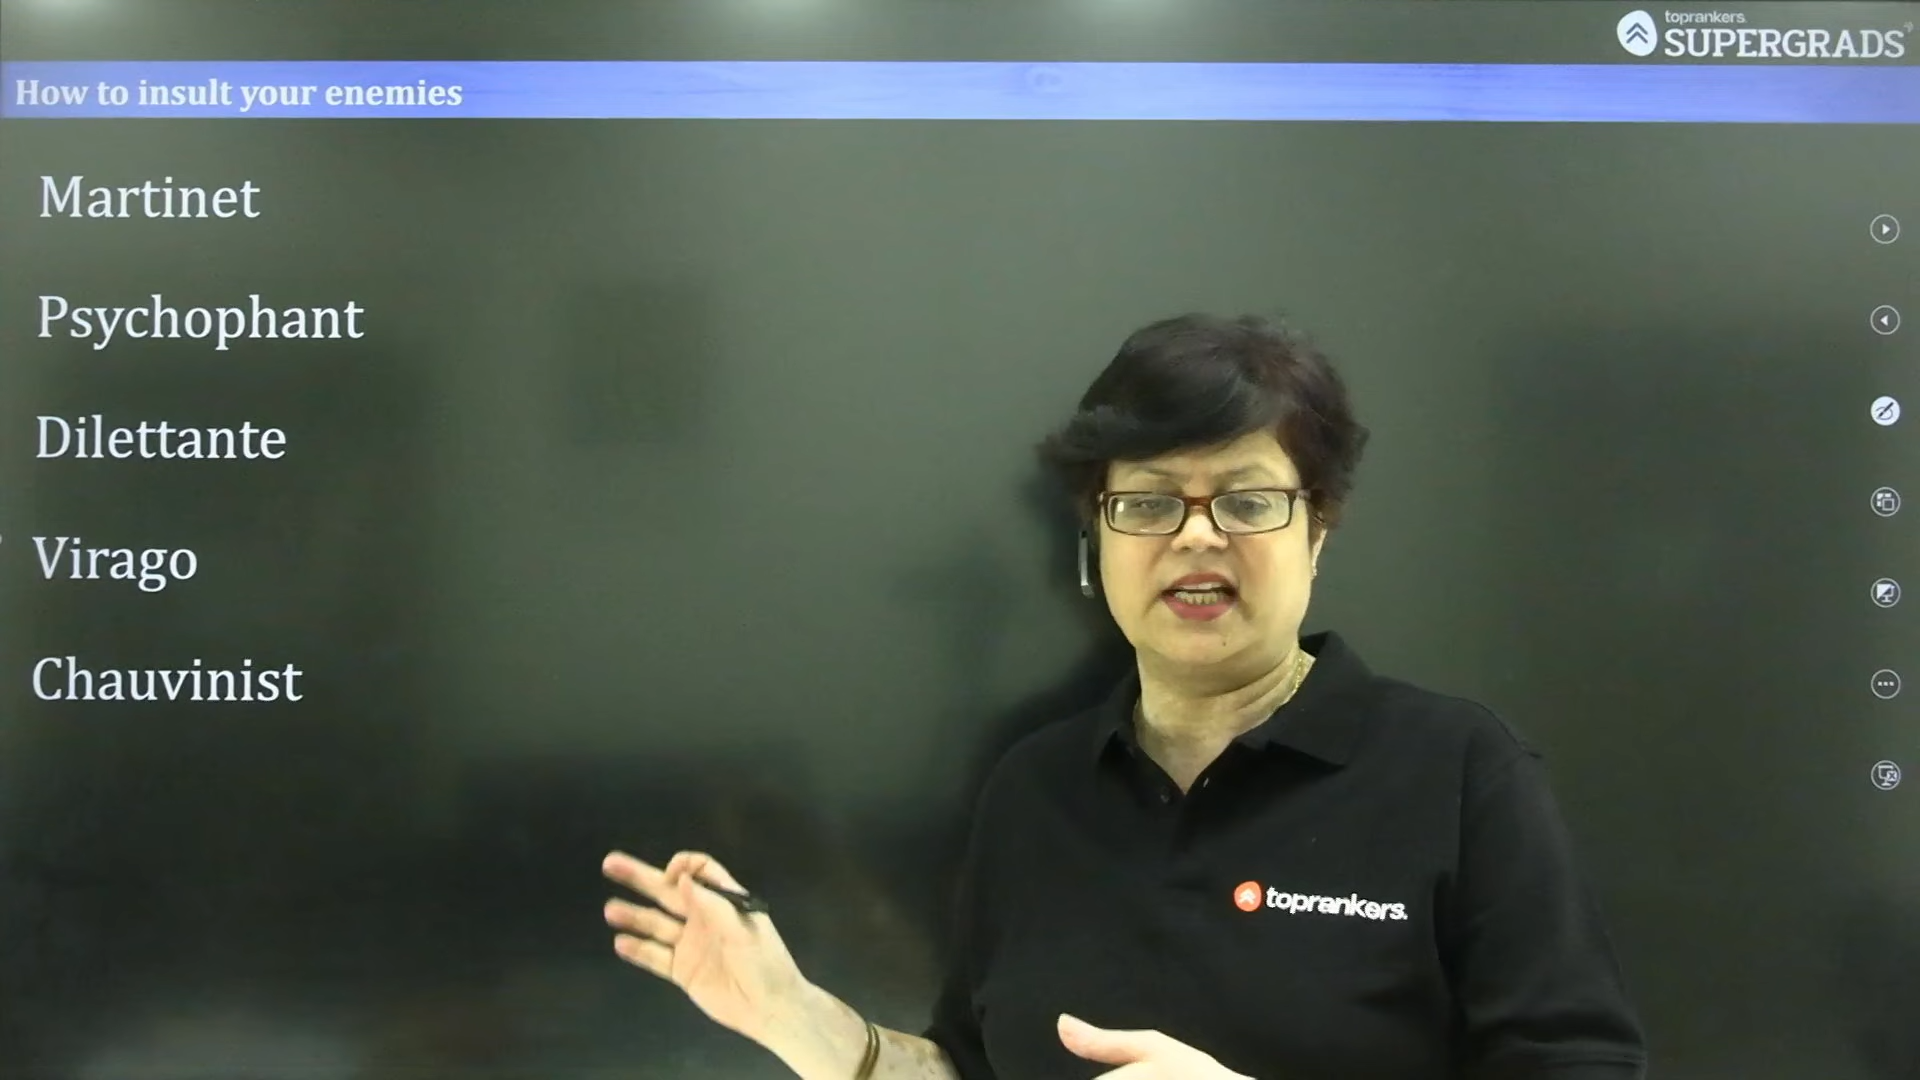 toprankers
SUPERGRADS
How to insult your enemies
Martinet
Psychophant
Dilettante
Virago
Chauvinist
toprankers.